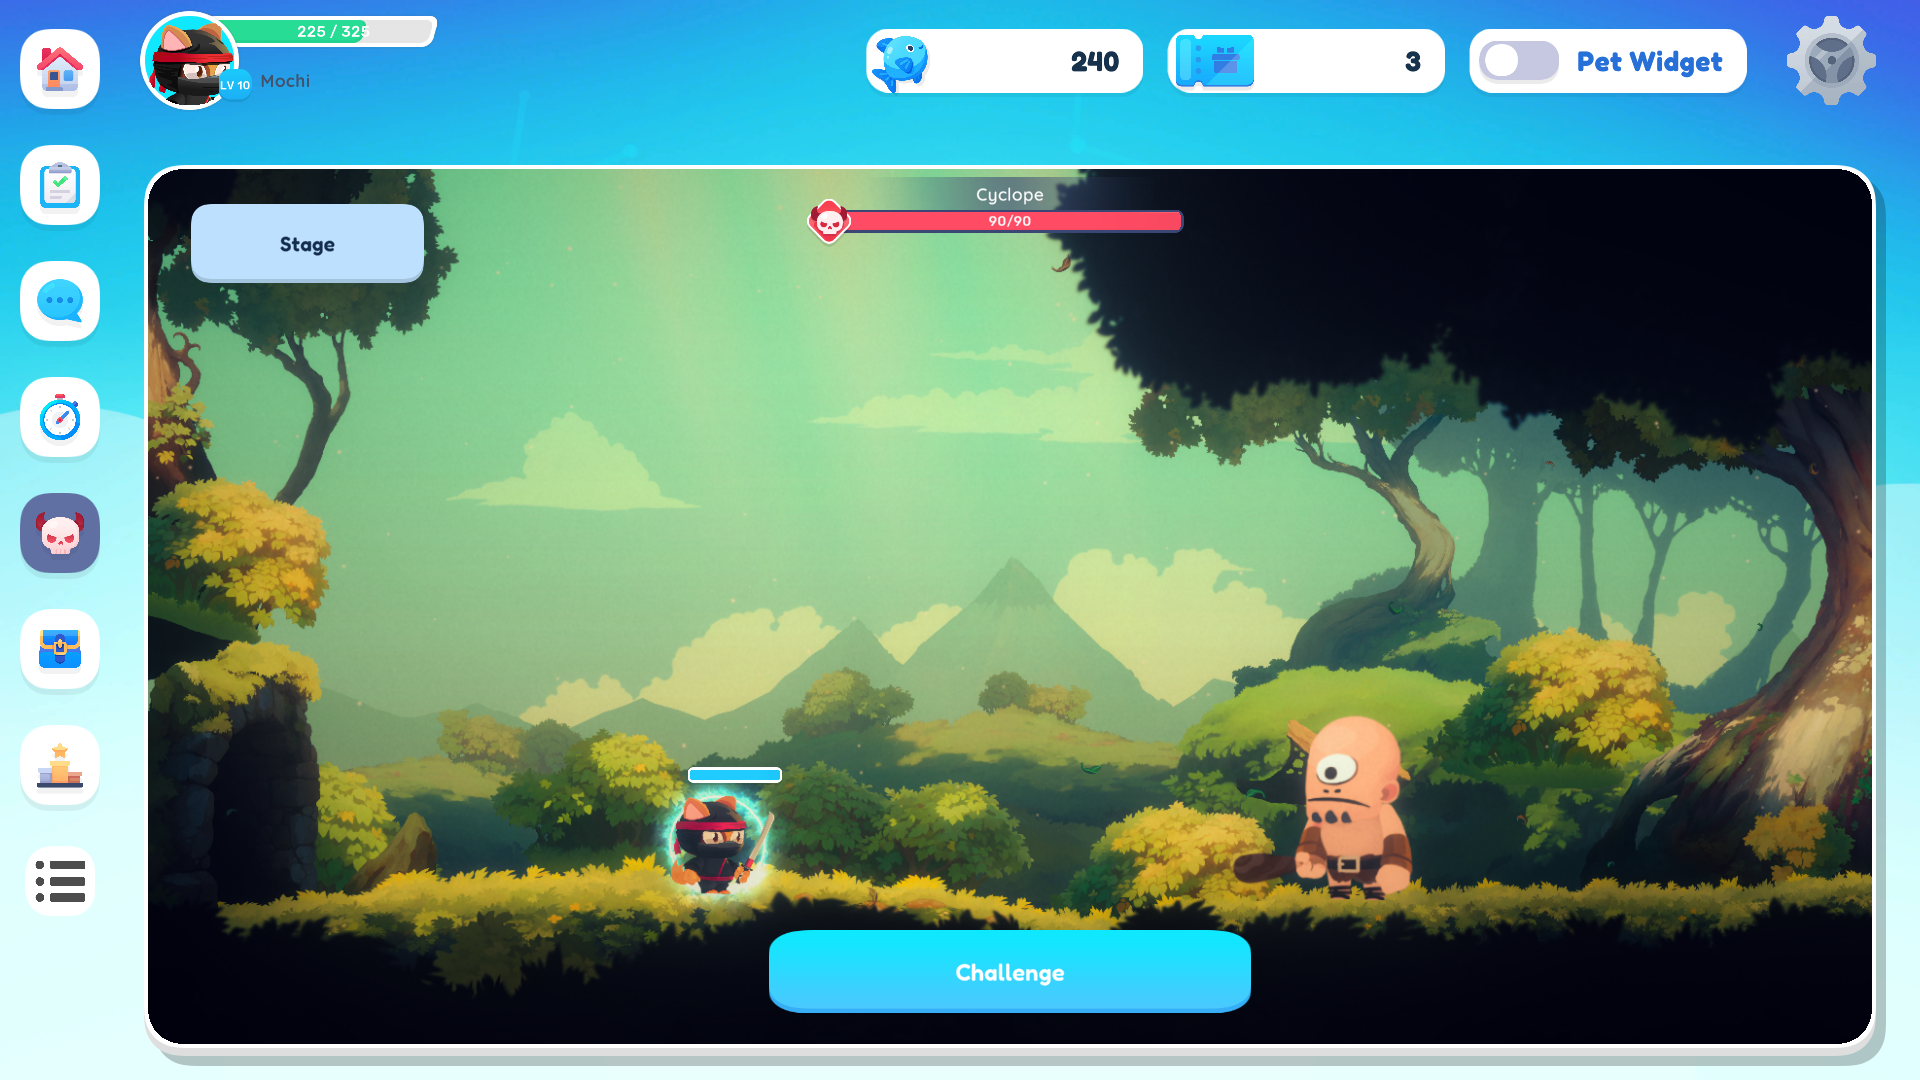 225 / 325
LV 10
Mochi
240
3
Pet Widget
Stage
Cyclope
90/90
Challenge